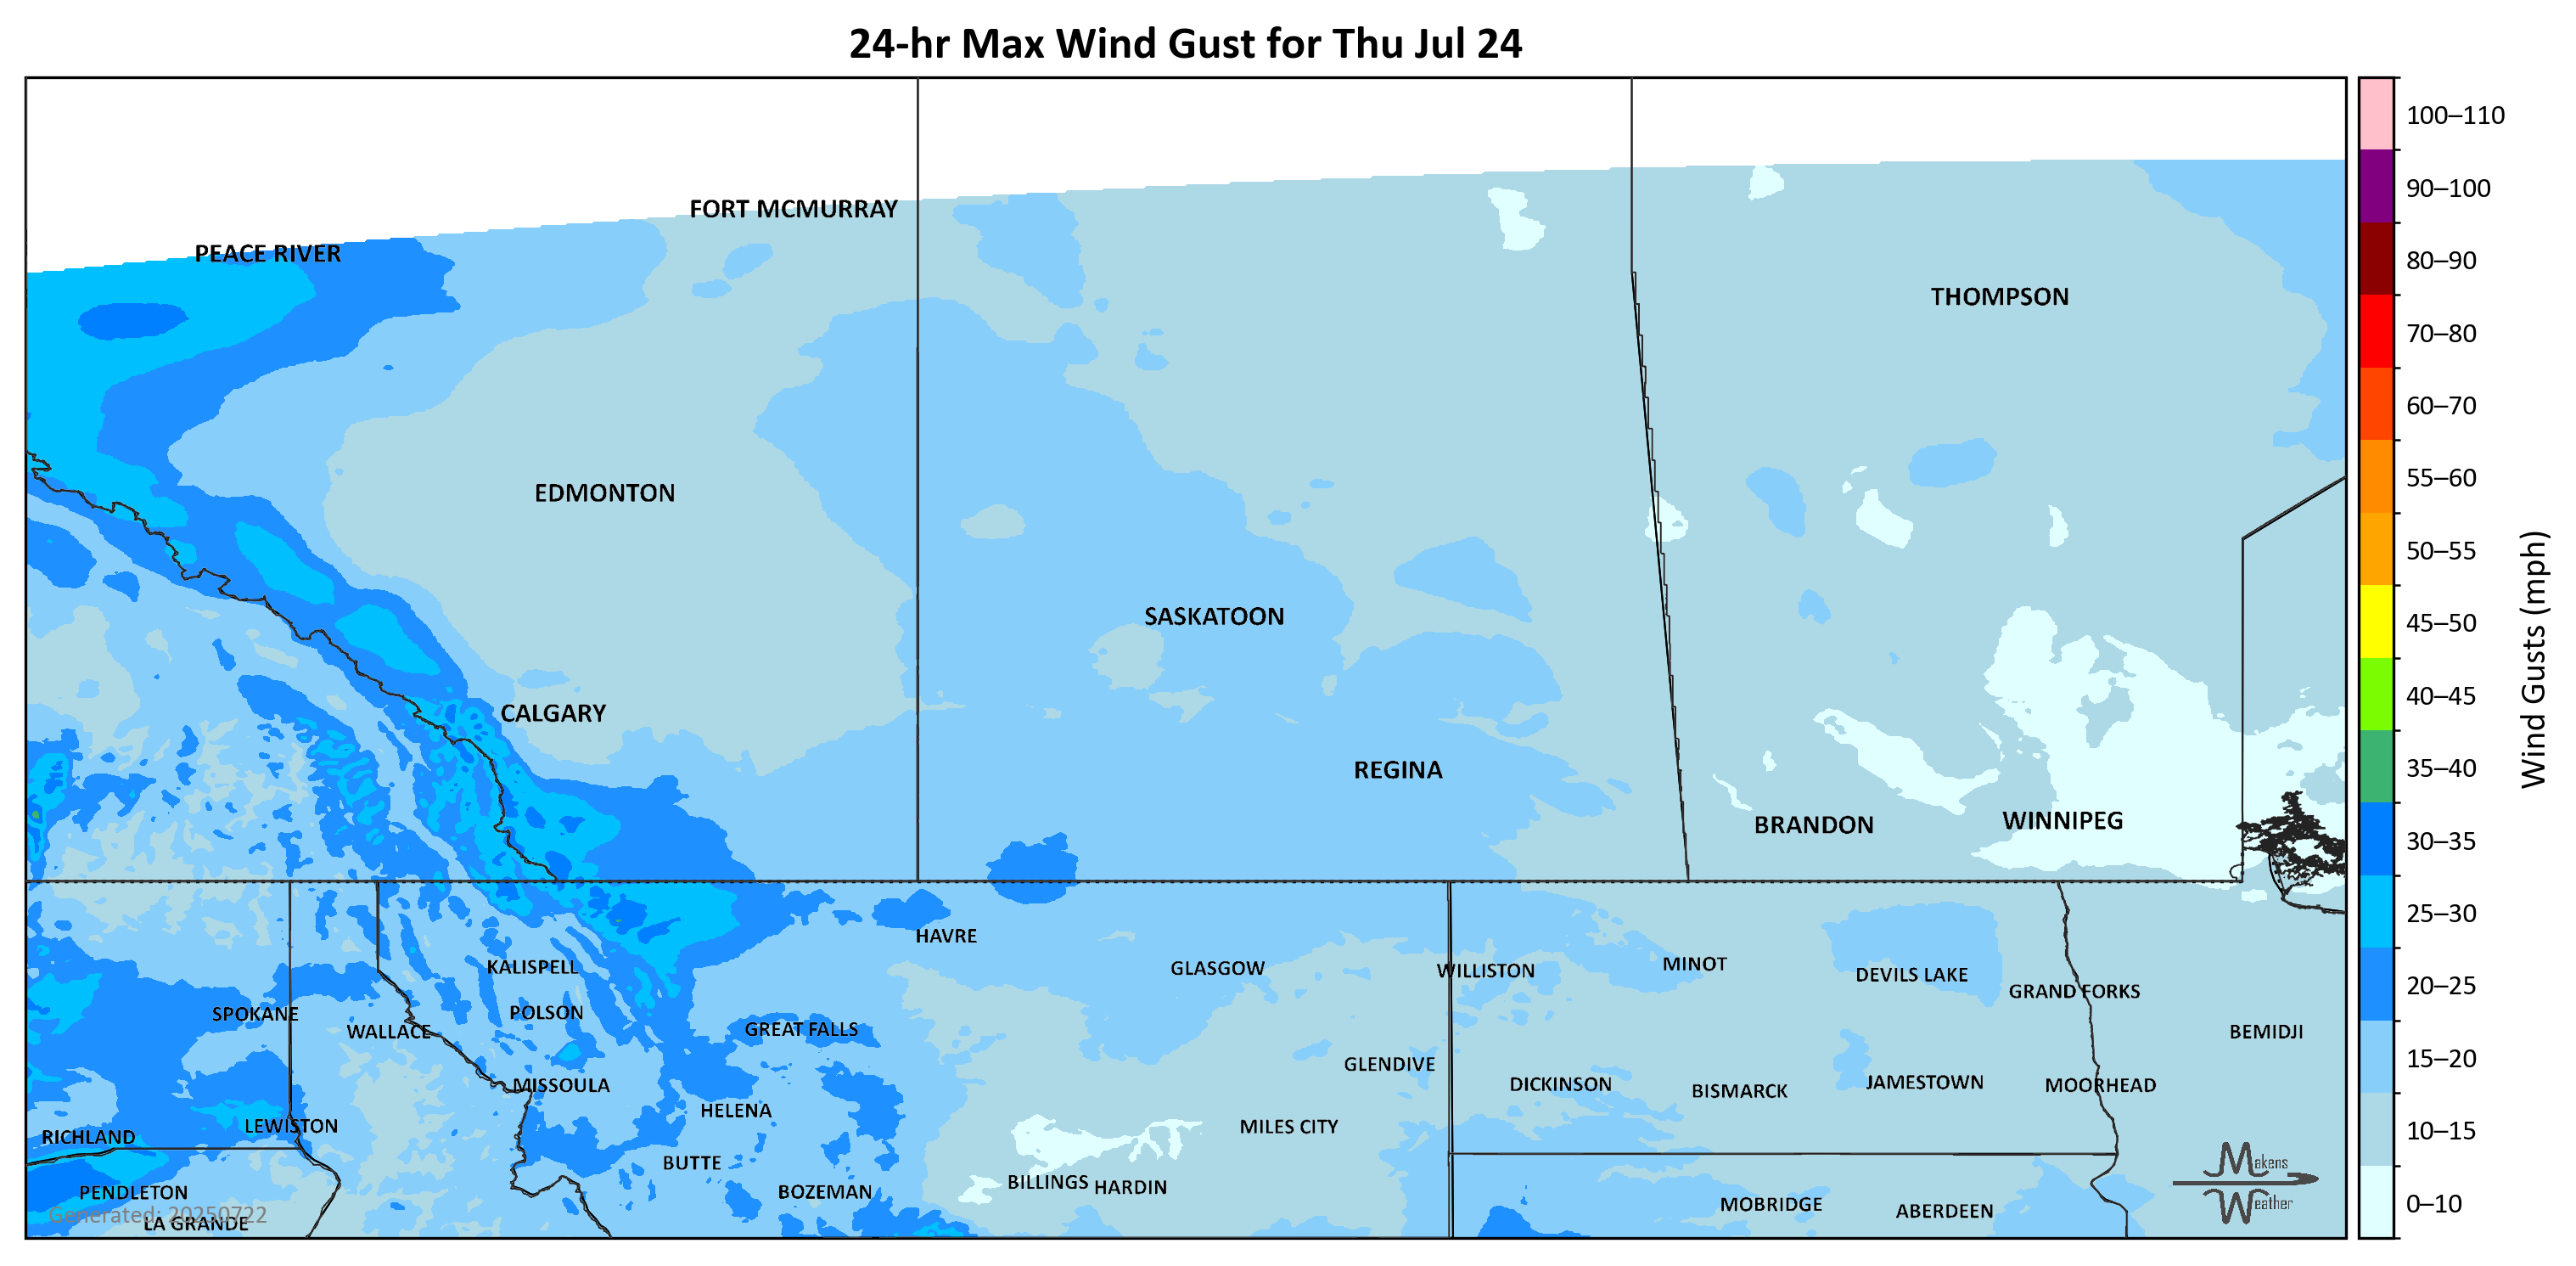 24-hr Max Wind Gust for Thu Jul 24
100–110
90–100
80–90
70–80
60–70
55–60
50–55
45–50
40–45
35–40
30–35
25–30
20–25
15–20
10–15
0–10
Wind Gusts (mph)
FORT MCMURRAY
PEACE RIVER
THOMPSON
EDMONTON
SASKATOON
CALGARY
REGINA
BRANDON
WINNIPEG
HAVRE
KALISPELL
GLASGOW
WILLISTON
MINOT
DEVILS LAKE
GRAND FORKS
SPOKANE
POLSON
WALLACE
GREAT FALLS
BEMIDJI
GLENDIVE
MISSOULA
DICKINSON
BISMARCK
JAMESTOWN
MOORHEAD
HELENA
LEWISTON
MILES CITY
RICHLAND
BUTTE
PENDLETON
BOZEMAN
BILLINGS
HARDIN
MOBRIDGE
ABERDEEN
Generated: 20250722
LA GRANDE
Makens
Weather